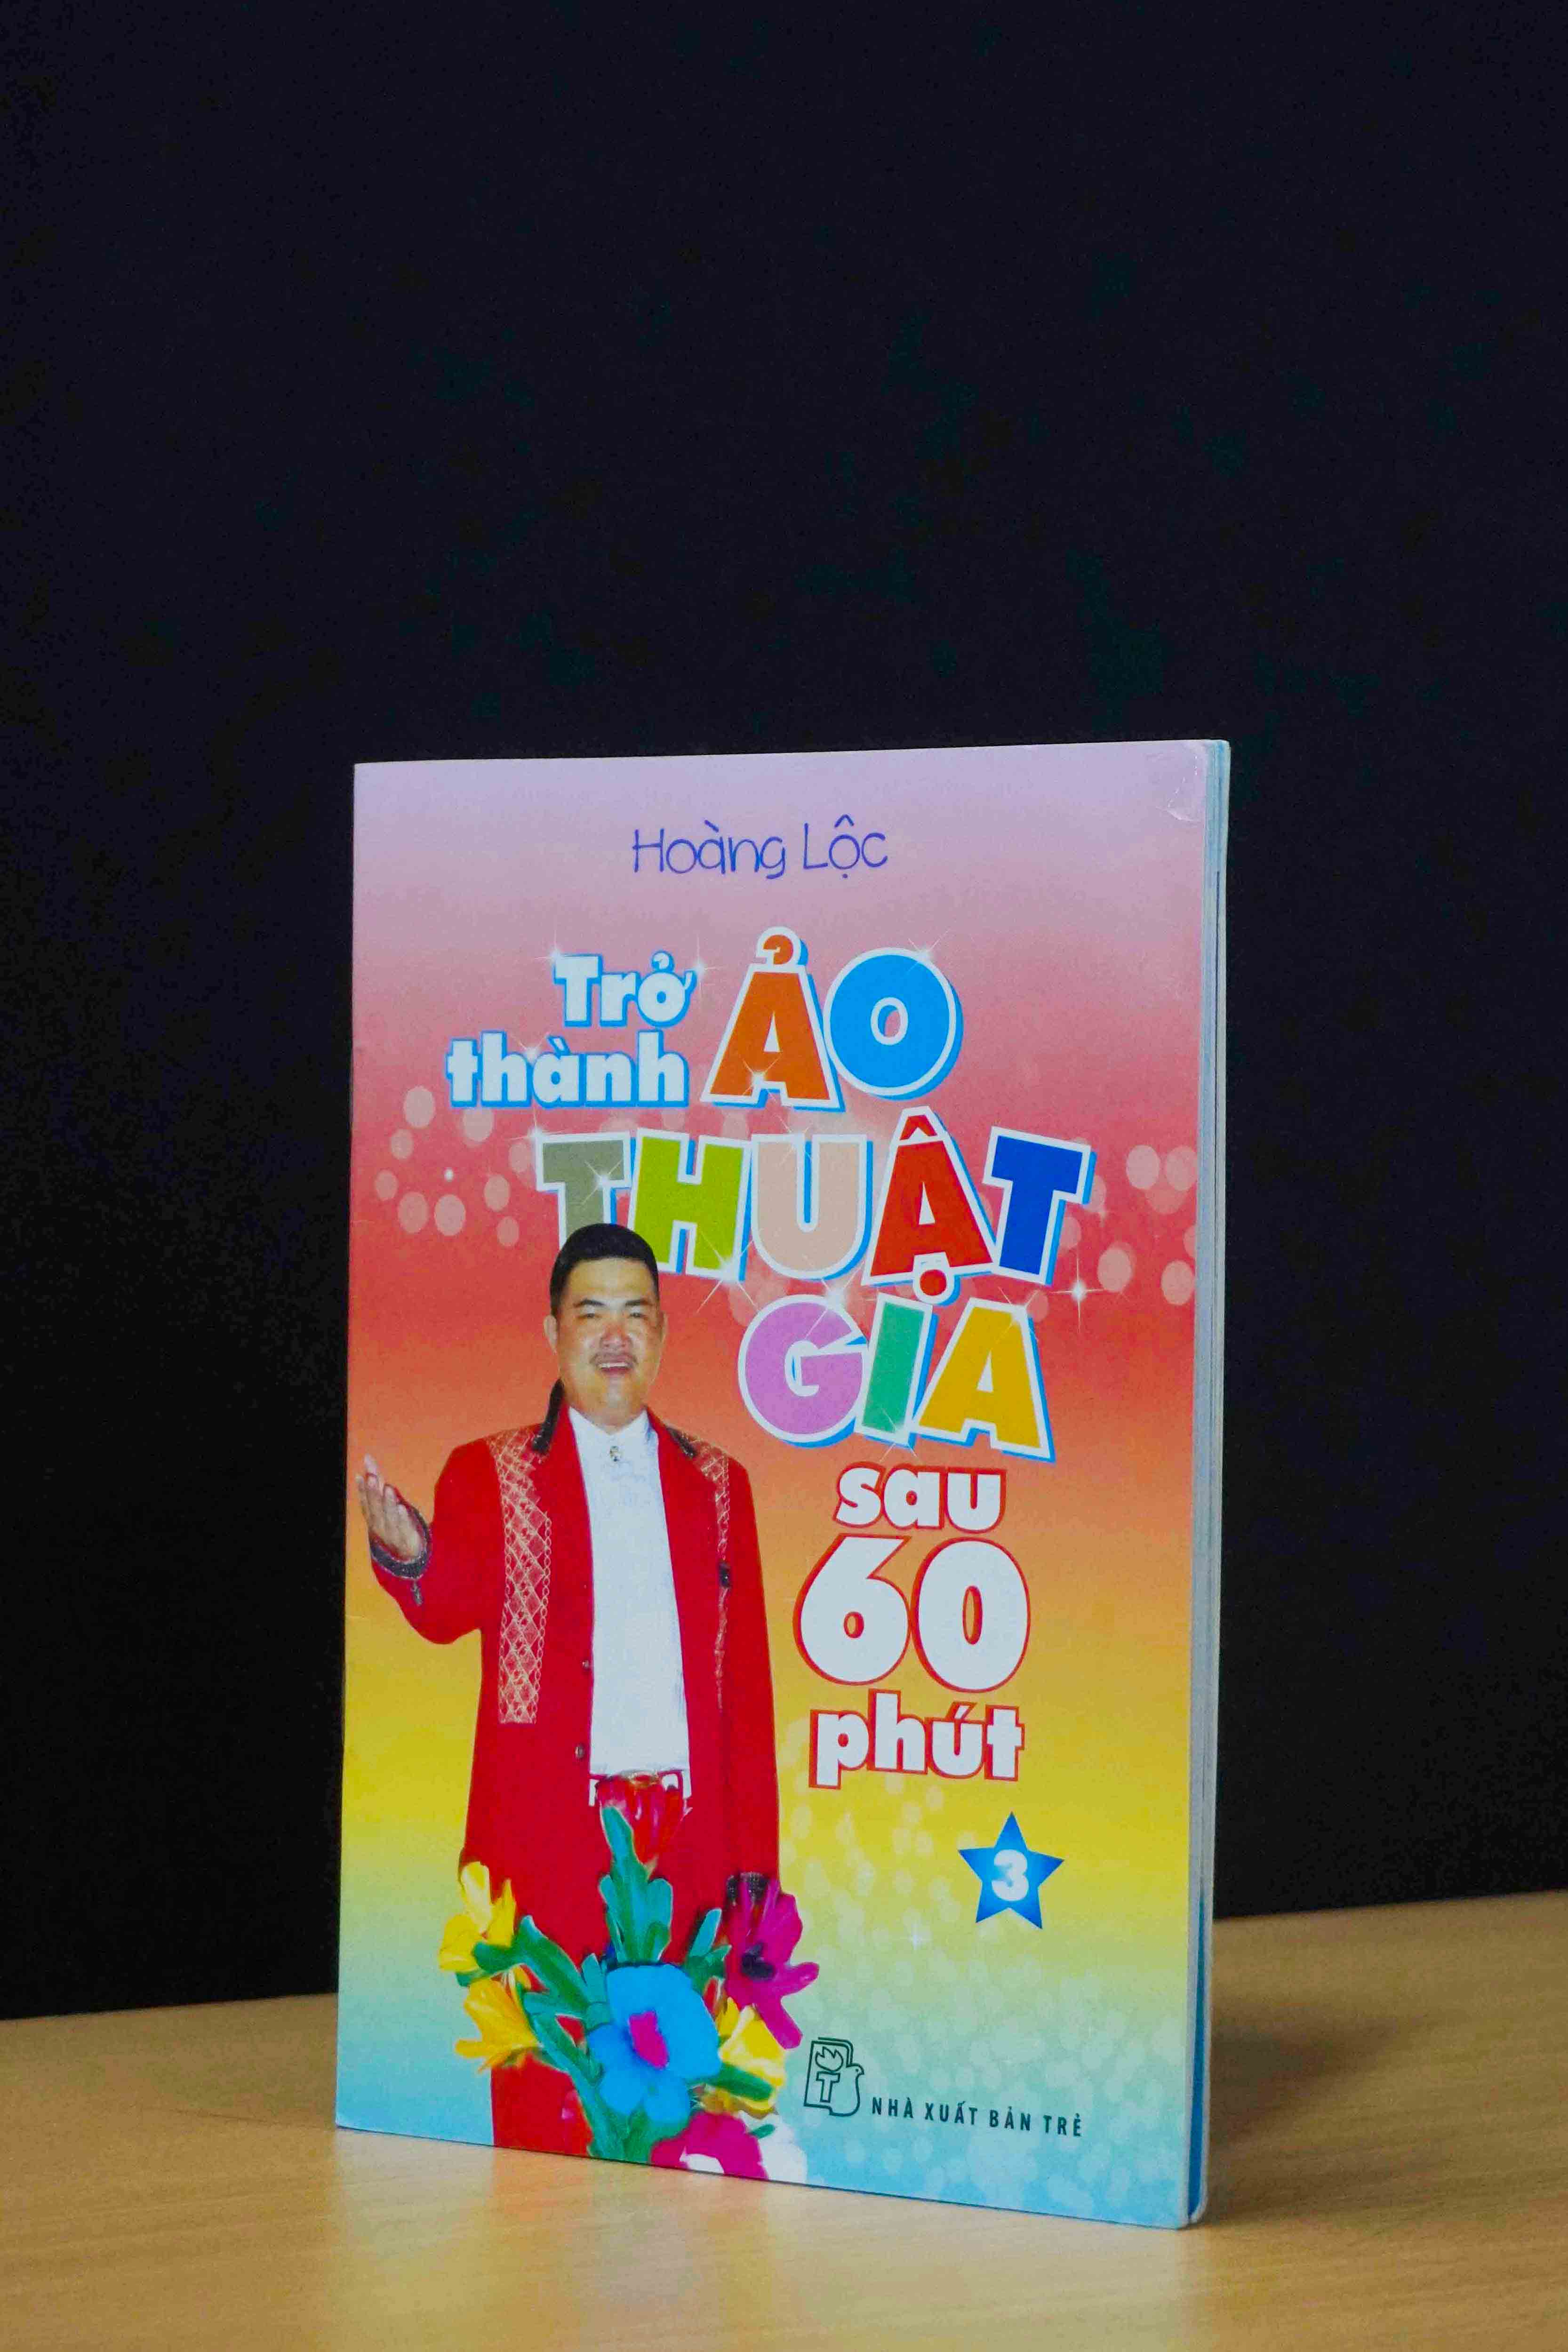 Hoàng Lộc
Trở
thành
ẢO
THUẬT
GIA
sau
60
phút
3
NHÀ XUẤT BẢN TRẺ